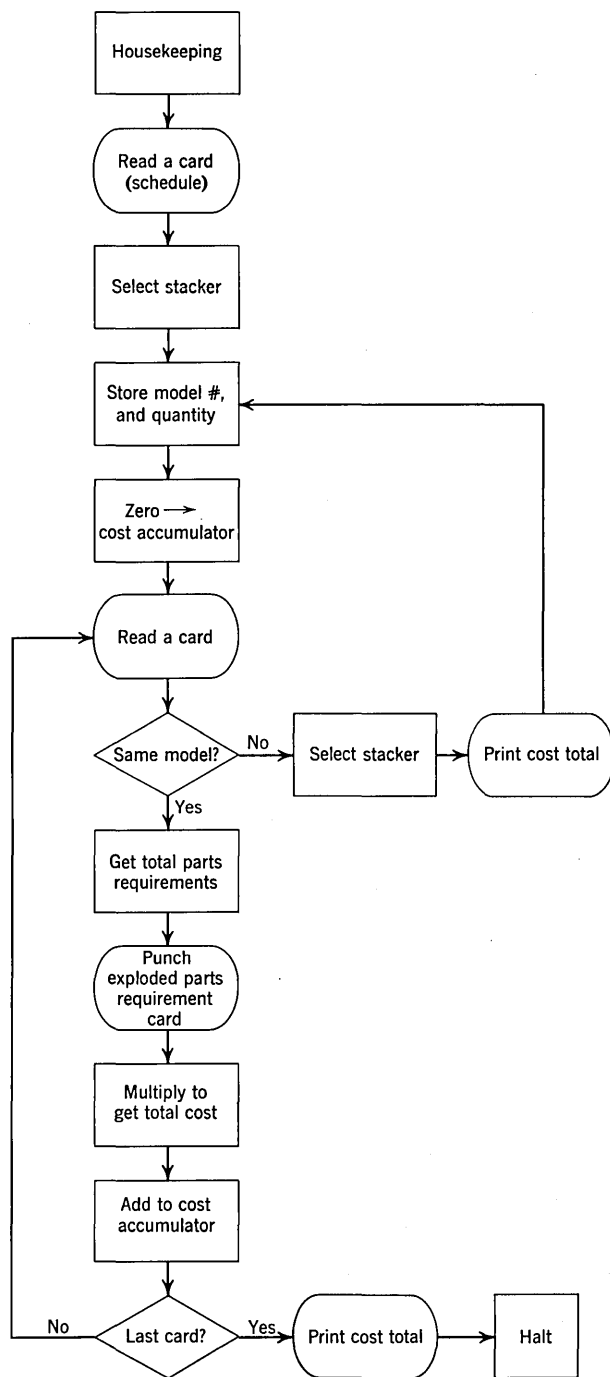 Housekeeping
Read a card
(schedule)
Select stacker
Store model #,
and quantity
Zero →
cost accumulator
Read a card
Same model?
No
Select stacker
Print cost total
Yes
Get total parts
requirements
Punch
exploded parts
requirement
card
Multiply to
get total cost
Add to cost
accumulator
No
Last card?
Yes
Print cost total
Halt